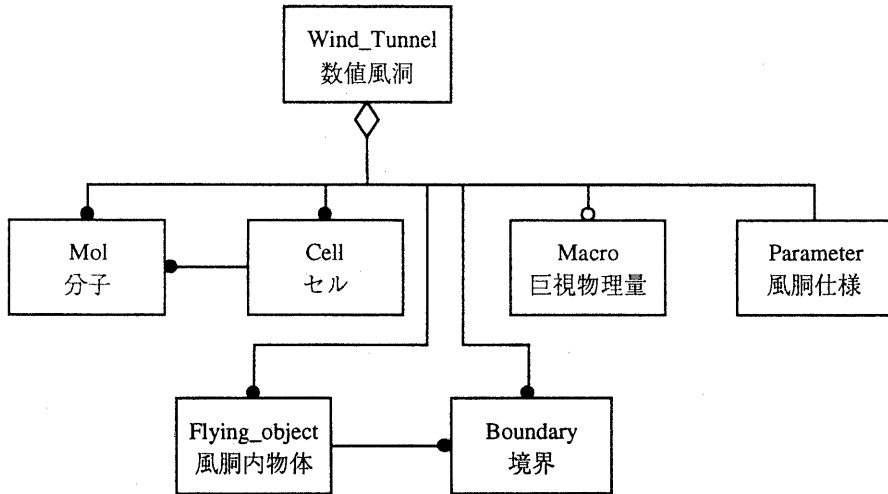 Wind_Tunnel
数値風洞
Mol
分子
Cell
セル
Macro
巨視物理量
Parameter
風胴仕様
Flying_object
風胴内物体
Boundary
境界